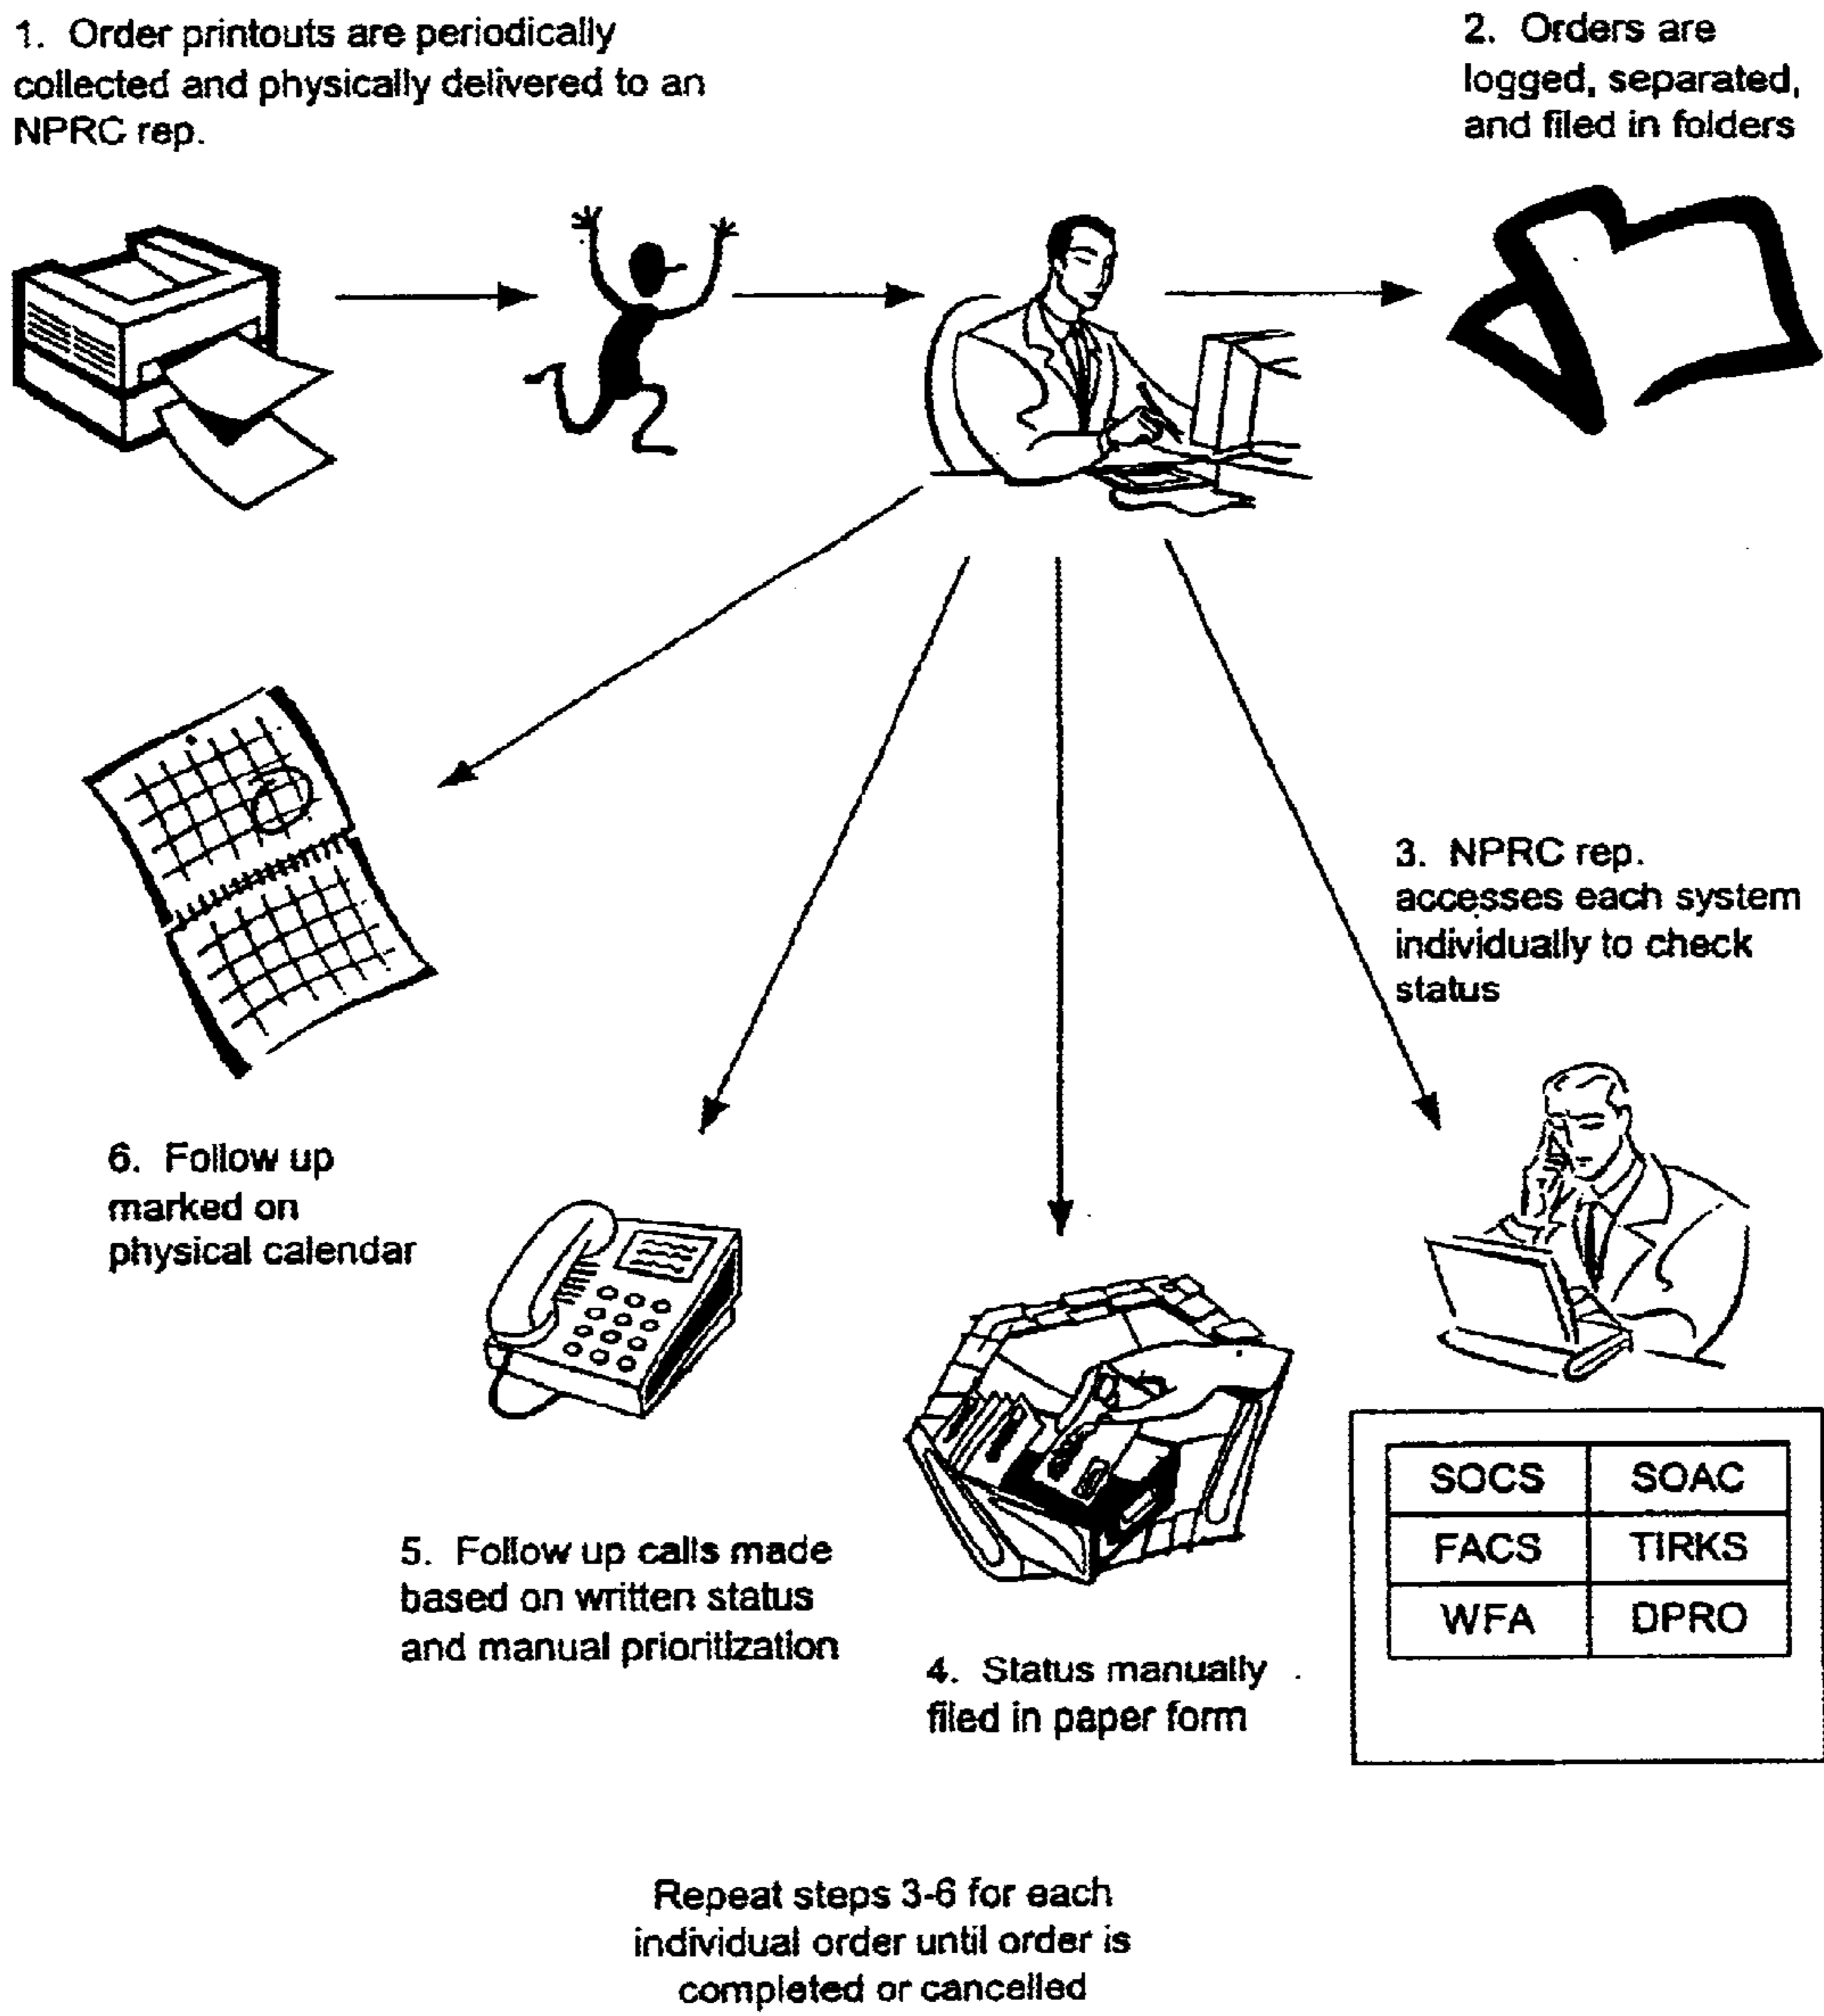 1. Order printouts are periodically
collected and physically delivered to an
NPRC rep.
2. Orders are
logged, separated,
and filed in folders
3. NPRC rep.
accesses each system
individually to check
status
6. Follow up
marked on
physical calendar
5. Follow up calls made
based on written status
and manual prioritization
4. Status manually
filed in paper form
SOCS SOAC
FACS TIRKS
WFA DPRO
Repeat steps 3-6 for each
individual order until order is
completed or cancelled